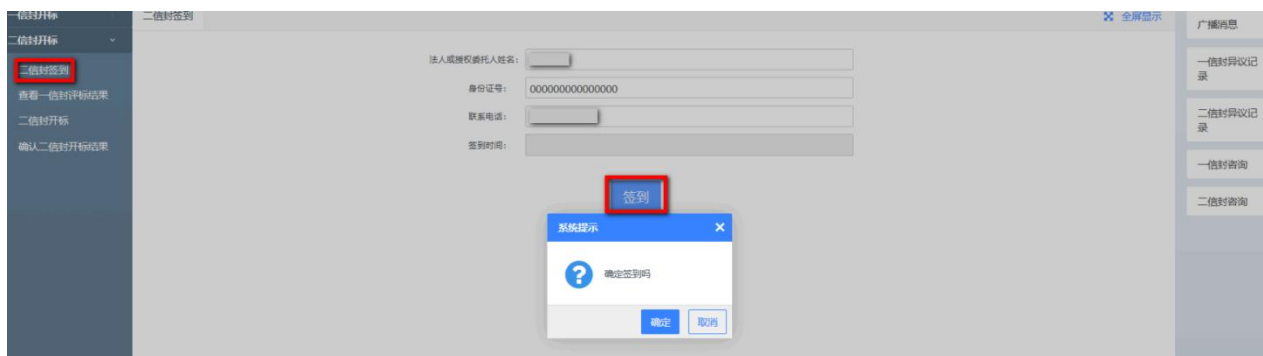 一信封开标
二信封开标
二信封签到
查看一信封评标结果
二信封开标
确认二信封开标结果
二信封签到
全屏显示
法人或授权委托人姓名：
身份证号：
000000000000000
联系电话：
签到时间：
签到
系统提示
确定签到吗
确定
取消
广播消息
一信封异议记
录
二信封异议记
录
一信封咨询
二信封咨询